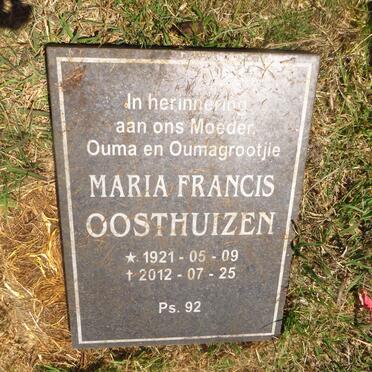 In herinnering
aan ons Moeder,
Ouma en Oumagrootjie
MARIA FRANCIS
OOSTHUIZEN
★ 1921 - 05 - 09
† 2012 - 07 - 25
Ps. 92